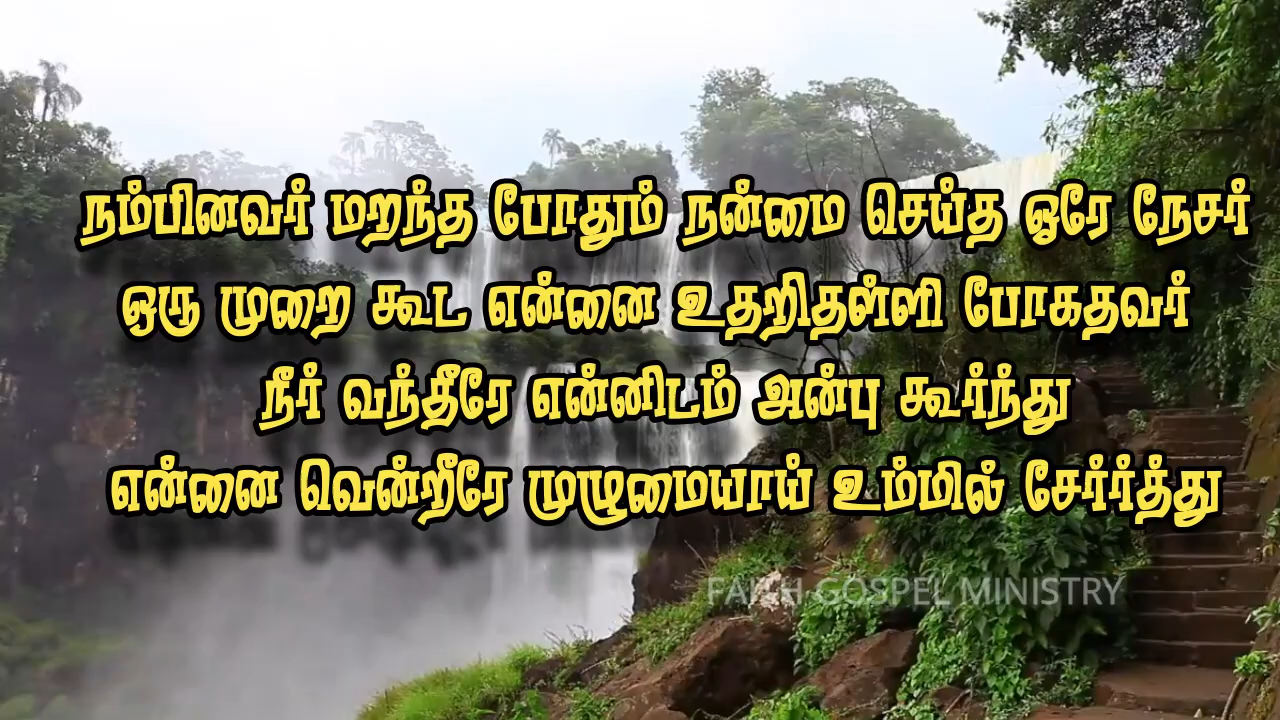 நம்பினவர் மறந்த போதும் நன்மை செய்த ஒரே நேசர்
ஒரு முறை கூட என்னை உதறிதள்ளி போகதவர்
நீர் வந்தீரே என்னிடம் அன்பு கூர்ந்து
என்னை வென்றீரே முழுமையாய் உம்மில் சேர்ர்த்து
FAITH GOSPEL MINISTRY